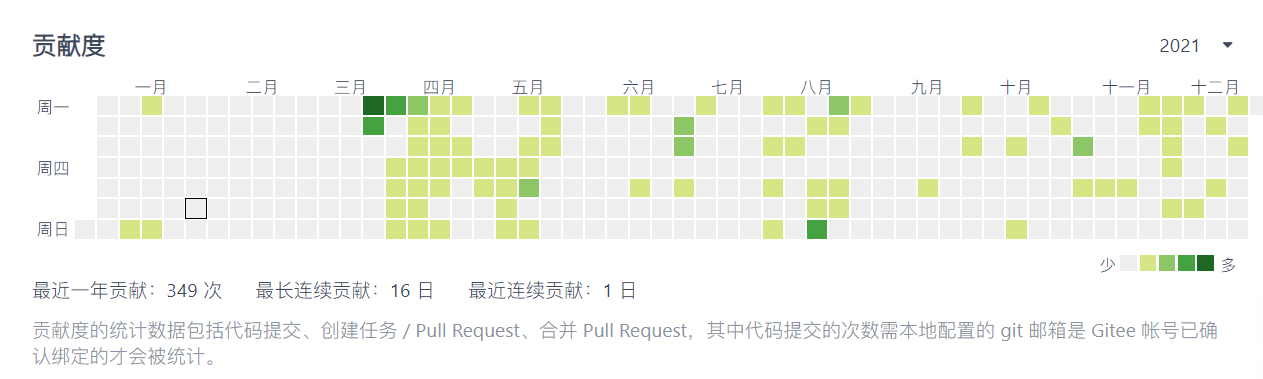 贡献度
2021
一月 二月 三月 四月 五月 六月 七月 八月 九月 十月 十一月 十二月
周一
周四
周日
少 多
最近一年贡献：349 次 最长连续贡献：16 日 最近连续贡献：1 日
贡献度的统计数据包括代码提交、创建任务 / Pull Request、合并 Pull Request，其中代码提交的次数需本地配置的 git 邮箱是 Gitee 帐号已确
认绑定的才会被统计。